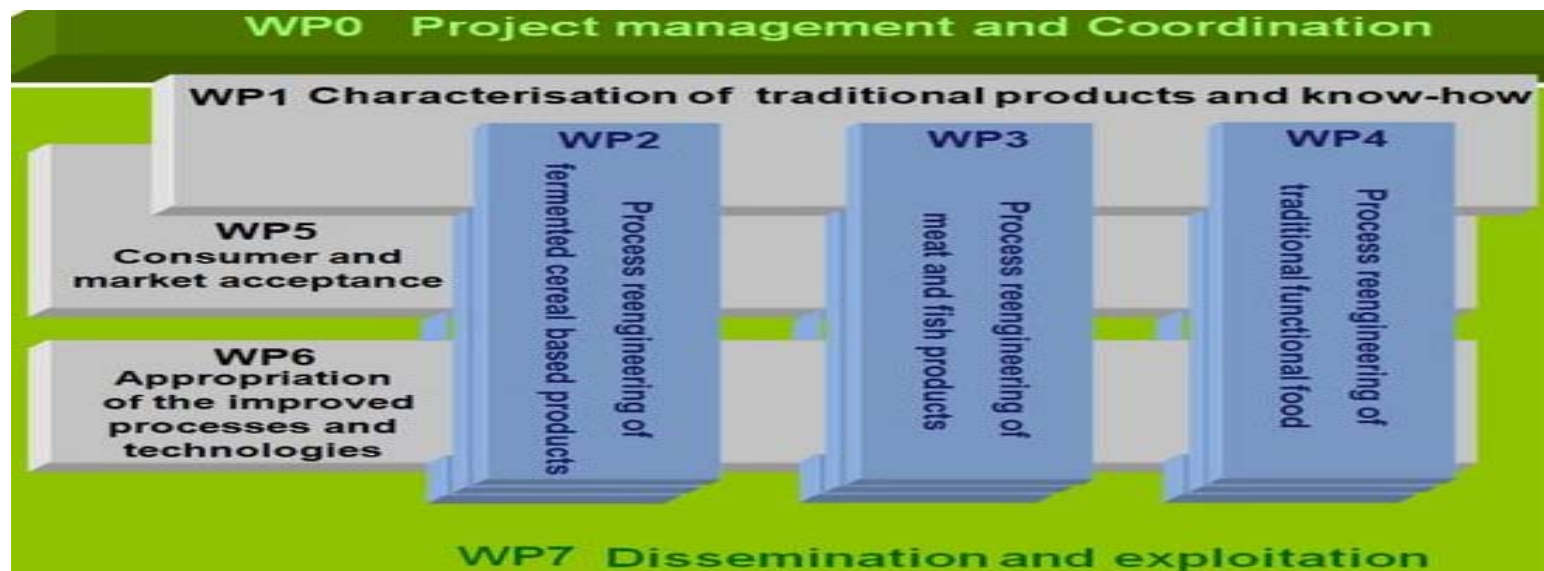 WP0 Project management and Coordination
WP1 Characterisation of traditional products and know-how
WP2
Process reengineering of
fermented cereal based products
WP3
Process reengineering of
meat and fish products
WP4
Process reengineering of
traditional functional food
WP5
Consumer and
market acceptance
WP6
Appropriation
of the improved
processes and
technologies
WP7 Dissemination and exploitation